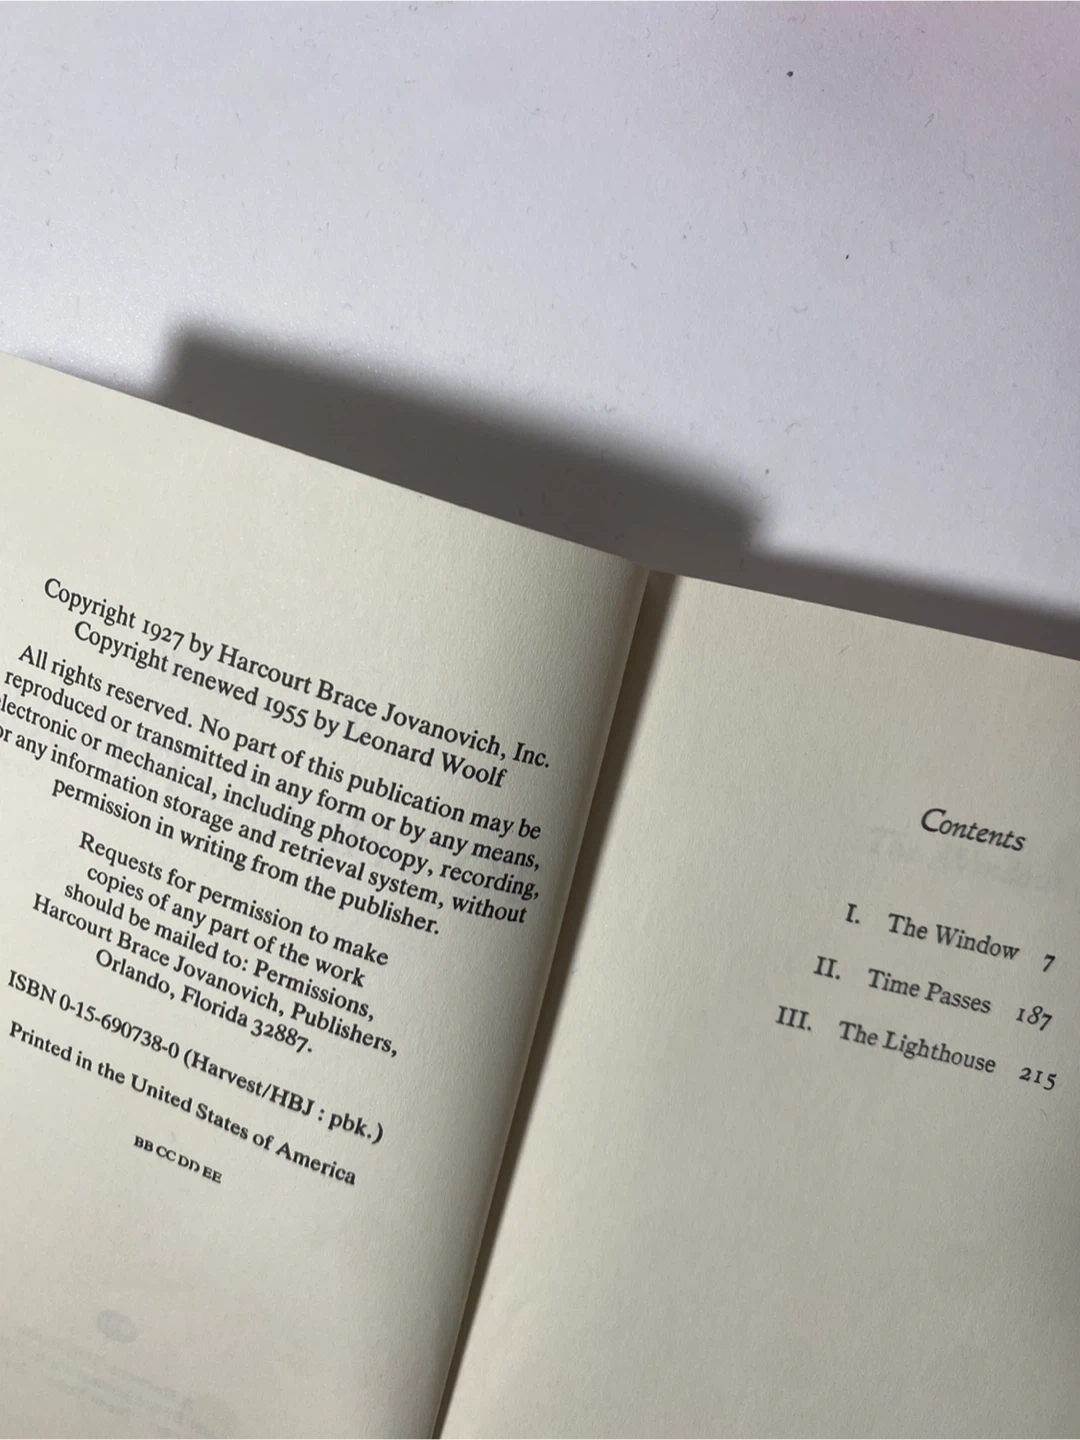 Copyright 1927 by Harcourt Brace Jovanovich, Inc.
Copyright renewed 1955 by Leonard Woolf
All rights reserved. No part of this publication may be
reproduced or transmitted in any form or by any means,
electronic or mechanical, including photocopy, recording,
or any information storage and retrieval system, without
permission in writing from the publisher.
Requests for permission to make
copies of any part of the work
should be mailed to: Permissions,
Harcourt Brace Jovanovich, Publishers,
Orlando, Florida 32887.
ISBN 0-15-690738-0 (Harvest/HBJ : pbk.)
Printed in the United States of America
BB CC DD EE
Contents
I. The Window 7
II. Time Passes 187
III. The Lighthouse 215